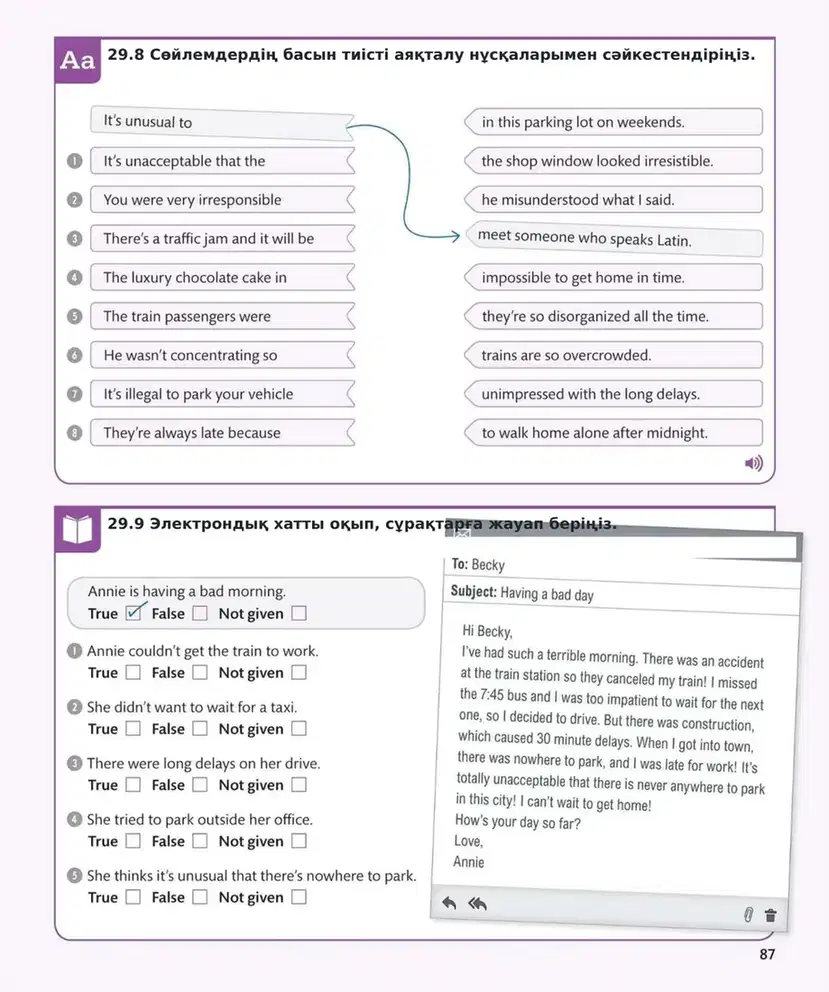 Aa
29.8 Сөйлемдердің басын тиісті аяқталу нұсқаларымен сәйкестендіріңіз.
It's unusual to
1 It's unacceptable that the
2 You were very irresponsible
3 There's a traffic jam and it will be
4 The luxury chocolate cake in
5 The train passengers were
6 He wasn't concentrating so
7 It's illegal to park your vehicle
8 They're always late because
in this parking lot on weekends.
the shop window looked irresistible.
he misunderstood what I said.
meet someone who speaks Latin.
impossible to get home in time.
they're so disorganized all the time.
trains are so overcrowded.
unimpressed with the long delays.
to walk home alone after midnight.
29.9 Электрондық хатты оқып, сұрақтарға жауап беріңіз.
Annie is having a bad morning.
True False Not given
1 Annie couldn't get the train to work.
True False Not given
2 She didn't want to wait for a taxi.
True False Not given
3 There were long delays on her drive.
True False Not given
4 She tried to park outside her office.
True False Not given
5 She thinks it's unusual that there's nowhere to park.
True False Not given
To: Becky
Subject: Having a bad day
Hi Becky,
I've had such a terrible morning. There was an accident
at the train station so they canceled my train! I missed
the 7:45 bus and I was too impatient to wait for the next
one, so I decided to drive. But there was construction,
which caused 30 minute delays. When I got into town,
there was nowhere to park, and I was late for work! It's
totally unacceptable that there is never anywhere to park
in this city! I can't wait to get home!
How's your day so far?
Love,
Annie
87